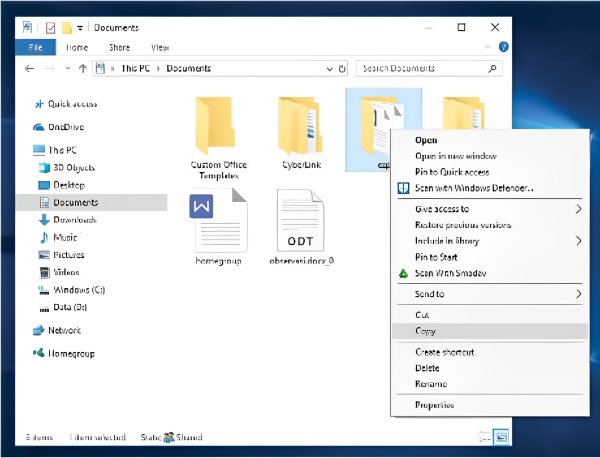 Documents
File Home Share View
This PC Documents Search Documents
Quick access
OneDrive
This PC
3D Objects
Desktop
Documents
Downloads
Music
Pictures
Videos
Windows (C:)
Data (D:)
Network
Homegroup
Custom Office
Templates
CyberLink
W
homegroup
ODT
observasi.docx_0
Open
Open in new window
Pin to Quick access
Scan with Windows Defender...
Give access to
Restore previous versions
Include in library
Pin to Start
Scan With Smadav
Send to
Cut
Copy
Create shortcut
Delete
Rename
Properties
items 1 item selected State: Shared